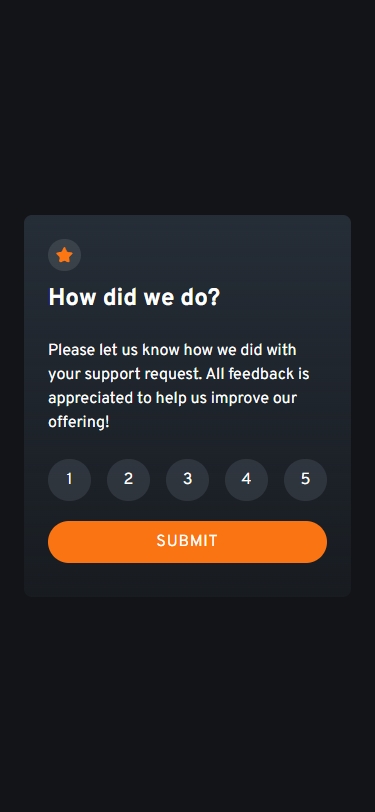 How did we do?
Please let us know how we did with
your support request. All feedback is
appreciated to help us improve our
offering!
1 2 3 4 5
SUBMIT